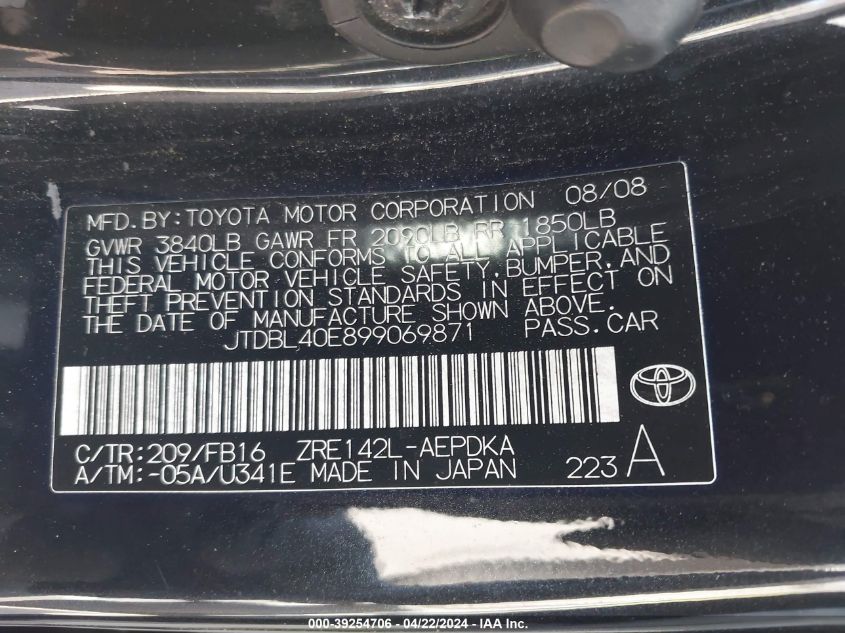 MFD. BY: TOYOTA MOTOR CORPORATION 08/08
GVWR 3840LB GAWR FR 2090LB RR 1850LB
THIS VEHICLE CONFORMS TO ALL APPLICABLE
FEDERAL MOTOR VEHICLE SAFETY, BUMPER, AND
THEFT PREVENTION STANDARDS IN EFFECT ON
THE DATE OF MANUFACTURE SHOWN ABOVE.
JTDBL40E899069871 PASS. CAR
C/TR: 209/FB16 ZRE142L-AEPDKA
A/TM: -05A/U341E MADE IN JAPAN 223 A
000-39254706 - 04/22/2024 - IAA Inc.